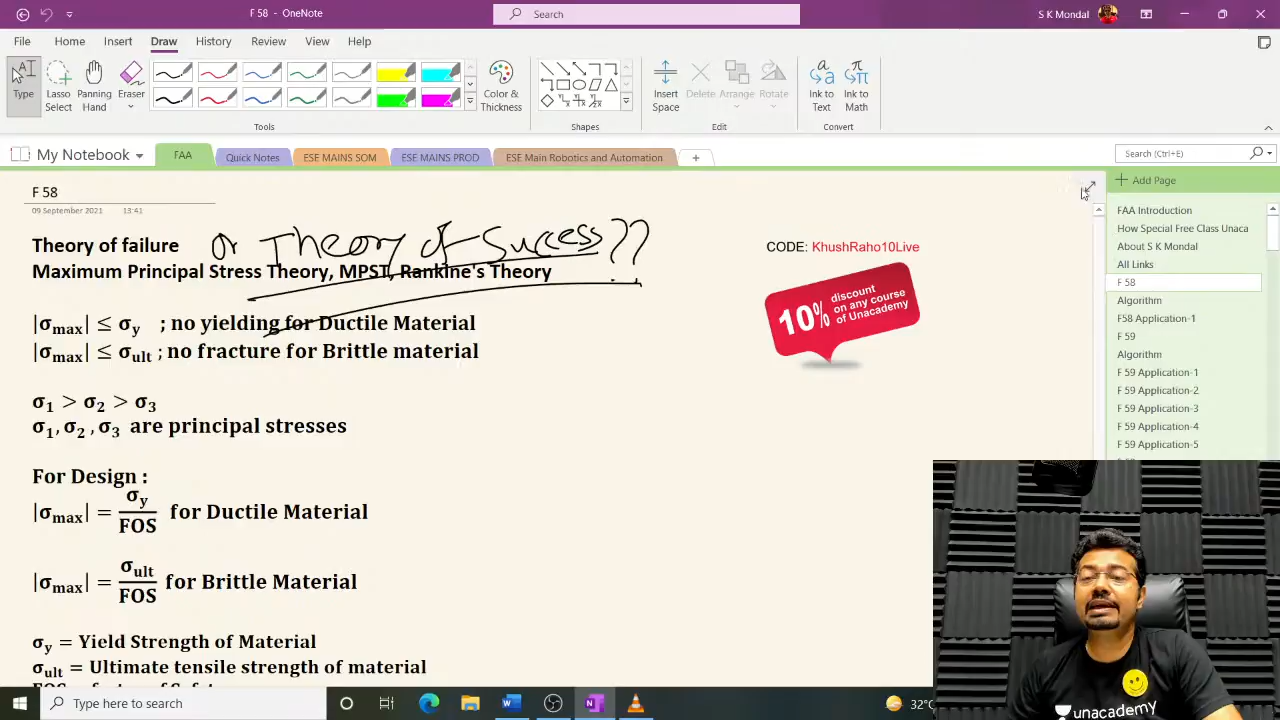 F 58 - OneNote
Search
S K Mondal
File Home Insert Draw History Review View Help
Type
Lasso Select
Panning Hand
Eraser
Color & Thickness
Insert Space
Delete
Arrange
Rotate
Ink to Text
Ink to Math
Tools
Shapes
Edit
Convert
My Notebook
FAA
Quick Notes
ESE MAINS SOM
ESE MAINS PROD
ESE Main Robotics and Automation
Search (Ctrl+E)
F 58
09 September 2021 13:41
Theory of failure or Theory of Sucess??
Maximum Principal Stress Theory, MPST, Rankine's Theory
|σmax| ≤ σy ; no yielding for Ductile Material
|σmax| ≤ σult ; no fracture for Brittle material
σ1 > σ2 > σ3
σ1, σ2 , σ3 are principal stresses
For Design :
|σmax| = σy/FOS for Ductile Material
|σmax| = σult/FOS for Brittle Material
σy = Yield Strength of Material
σult = Ultimate tensile strength of material
CODE: KhushRaho10Live
10% discount
on any course
of Unacademy
Add Page
FAA Introduction
How Special Free Class Unaca
About S K Mondal
All Links
F 58
Algorithm
F58 Application-1
F 59
Algorithm
F 59 Application-1
F 59 Application-2
F 59 Application-3
F 59 Application-4
F 59 Application-5
unacademy
Type here to search
32°C